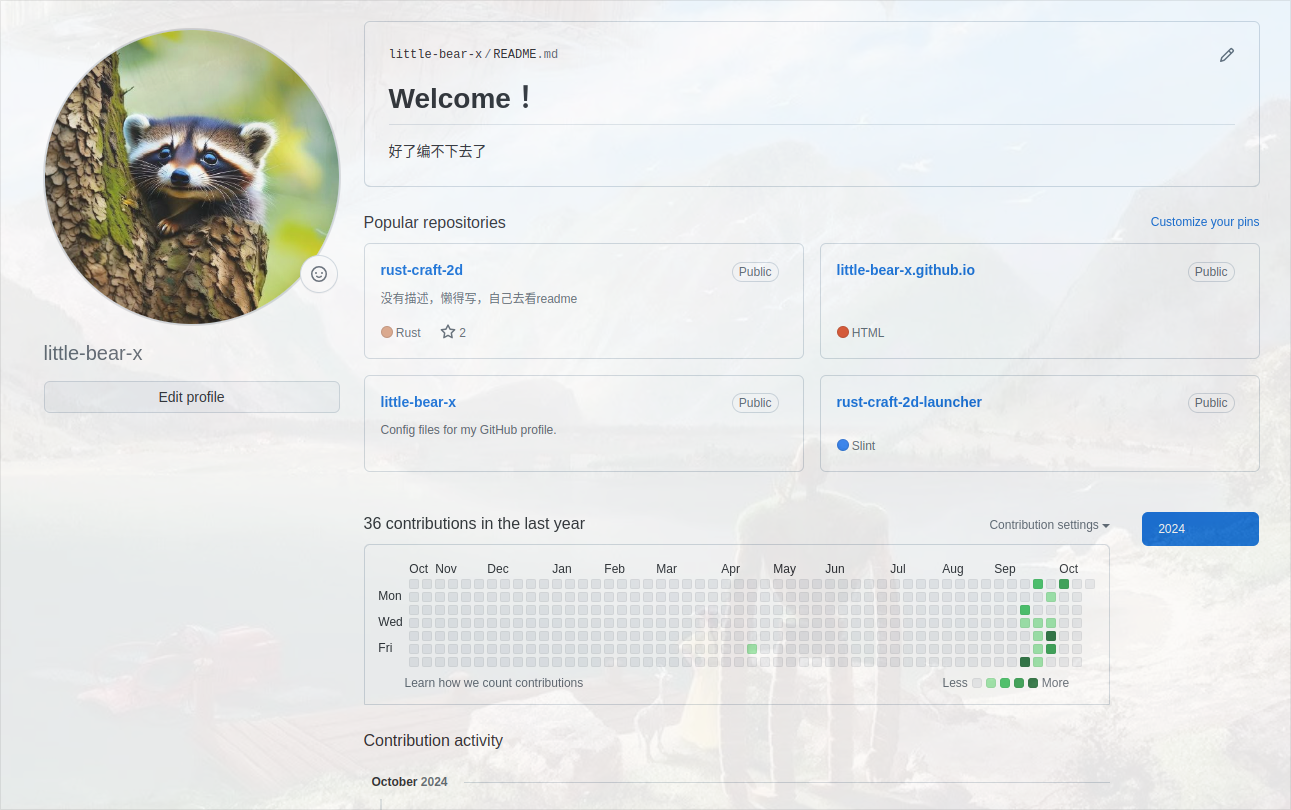 little-bear-x/README.md
Welcome！
好了编不下去了
little-bear-x
Edit profile
Popular repositories
Customize your pins
rust-craft-2d
Public
没有描述，懒得写，自己去看readme
Rust
2
little-bear-x.github.io
Public
HTML
little-bear-x
Public
Config files for my GitHub profile.
rust-craft-2d-launcher
Public
Slint
36 contributions in the last year
Contribution settings
2024
Oct Nov Dec Jan Feb Mar Apr May Jun Jul Aug Sep Oct
Mon
Wed
Fri
Learn how we count contributions
Less
More
Contribution activity
October 2024